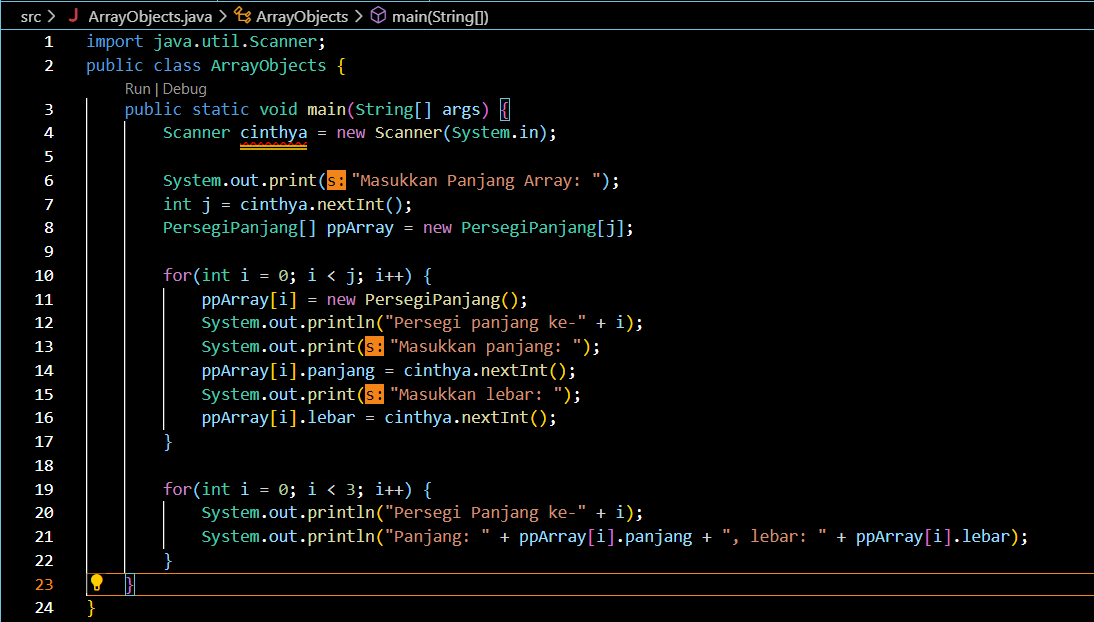 src > J ArrayObjects.java > ArrayObjects > main(String[])
1 import java.util.Scanner;
2 public class ArrayObjects {
Run | Debug
3 public static void main(String[] args) {
4 Scanner cinthya = new Scanner(System.in);
5
6 System.out.print(s: "Masukkan Panjang Array: ");
7 int j = cinthya.nextInt();
8 PersegiPanjang[] ppArray = new PersegiPanjang[j];
9
10 for(int i = 0; i < j; i++) {
11 ppArray[i] = new PersegiPanjang();
12 System.out.println("Persegi panjang ke-" + i);
13 System.out.print(s: "Masukkan panjang: ");
14 ppArray[i].panjang = cinthya.nextInt();
15 System.out.print(s: "Masukkan lebar: ");
16 ppArray[i].lebar = cinthya.nextInt();
17 }
18
19 for(int i = 0; i < 3; i++) {
20 System.out.println("Persegi Panjang ke-" + i);
21 System.out.println("Panjang: " + ppArray[i].panjang + ", lebar: " + ppArray[i].lebar);
22 }
23 }
24 }